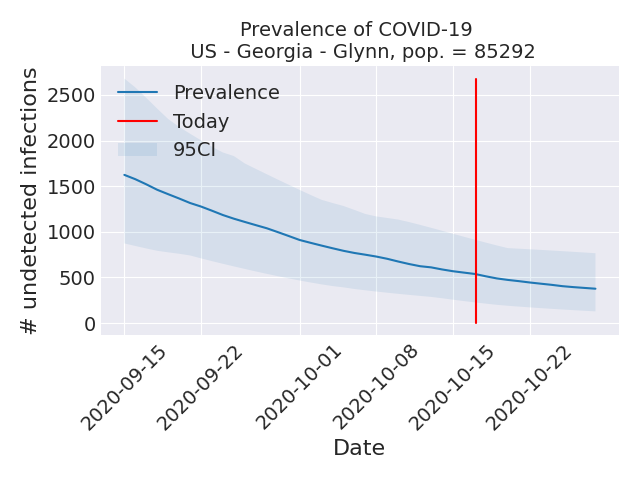 Prevalence of COVID-19
US - Georgia - Glynn, pop. = 85292
# undetected infections
2500
2000
1500
1000
500
0
Prevalence
Today
95CI
2020-09-15
2020-09-22
2020-10-01
2020-10-08
2020-10-15
2020-10-22
Date